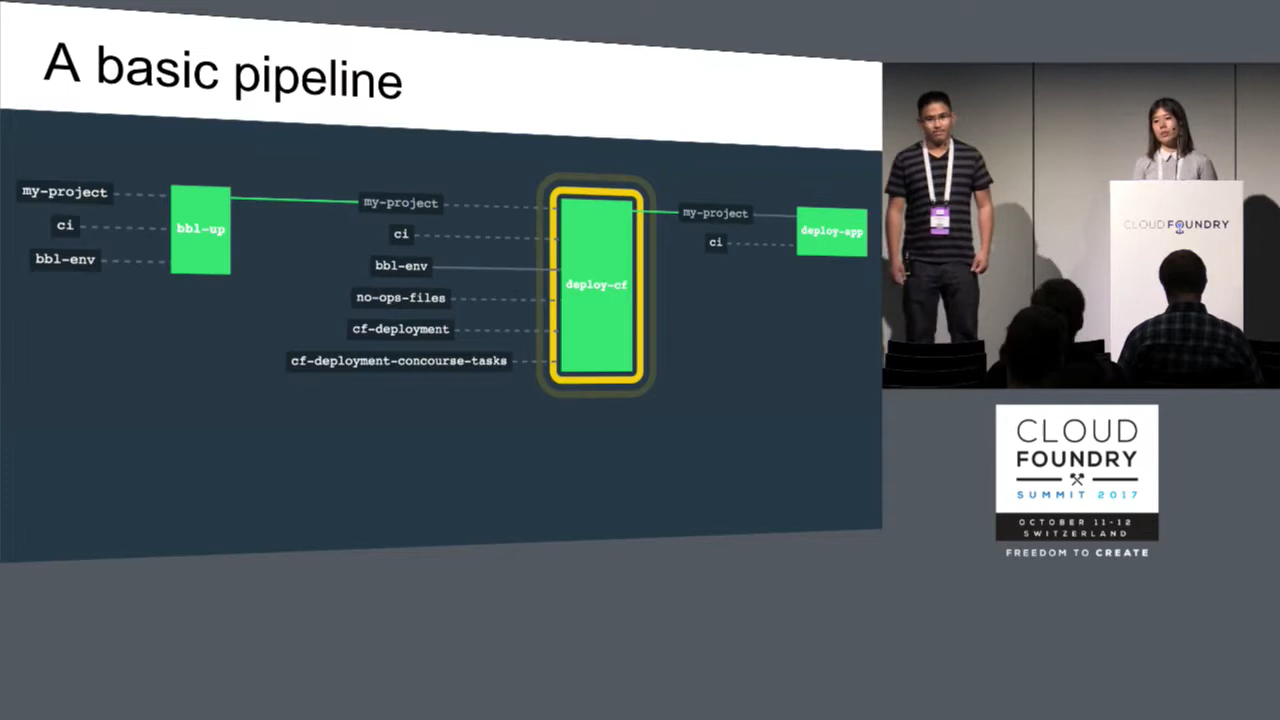 A basic pipeline
my-project
ci
bbl-env
bbl-up
my-project
ci
bbl-env
no-ops-files
cf-deployment
cf-deployment-concourse-tasks
deploy-cf
my-project
ci
deploy-app
CLOUD FOUNDRY
CLOUD
FOUNDRY
SUMMIT 2017
OCTOBER 11-12
SWITZERLAND
FREEDOM TO CREATE